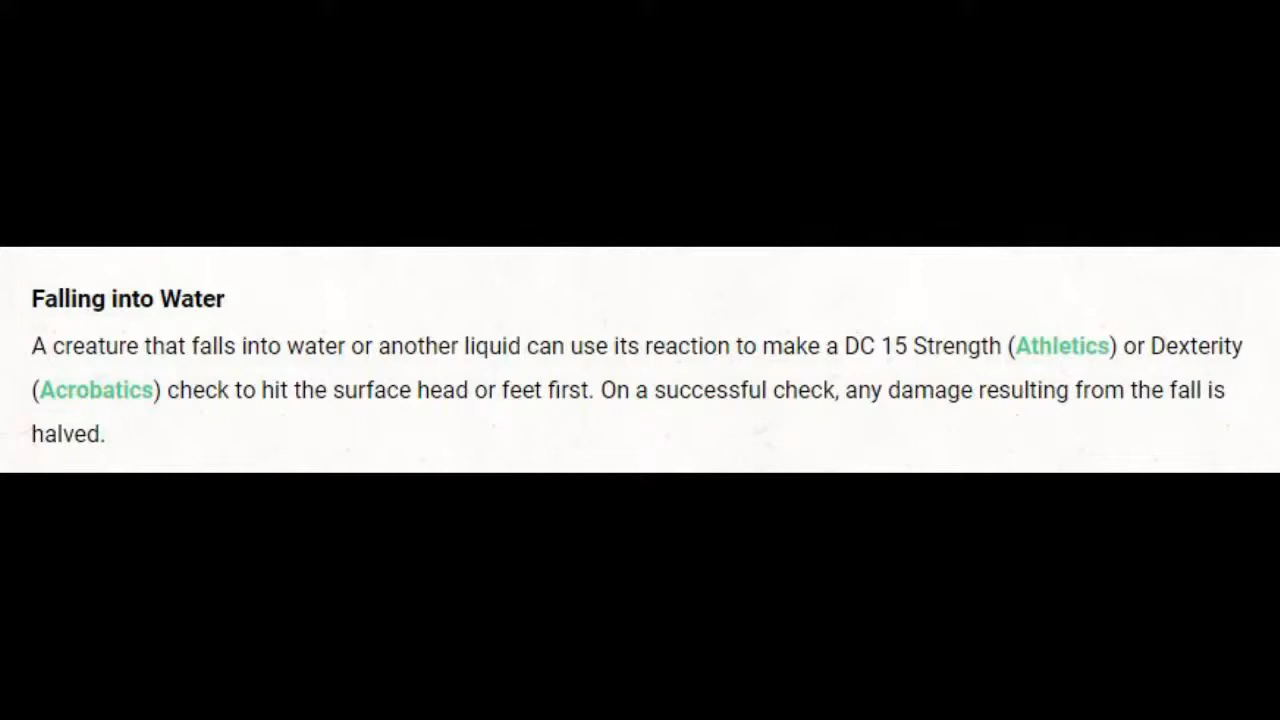 Falling into Water
A creature that falls into water or another liquid can use its reaction to make a DC 15 Strength (Athletics) or Dexterity
(Acrobatics) check to hit the surface head or feet first. On a successful check, any damage resulting from the fall is
halved.